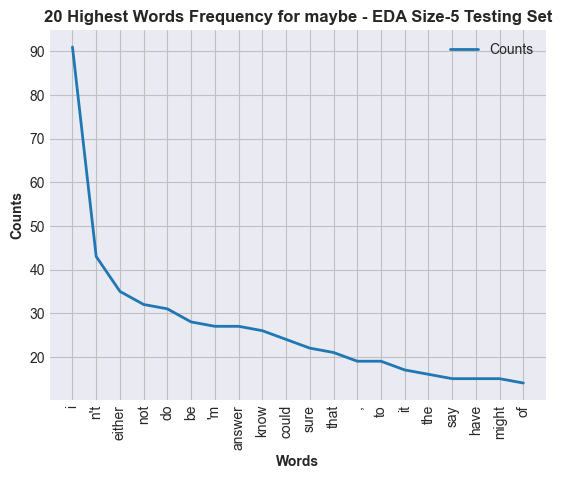 20 Highest Words Frequency for maybe - EDA Size-5 Testing Set
Counts
90
80
70
60
50
40
30
20
Counts
i
n't
either
not
do
be
'm
answer
know
could
sure
that
,
to
it
the
say
have
might
of
Words